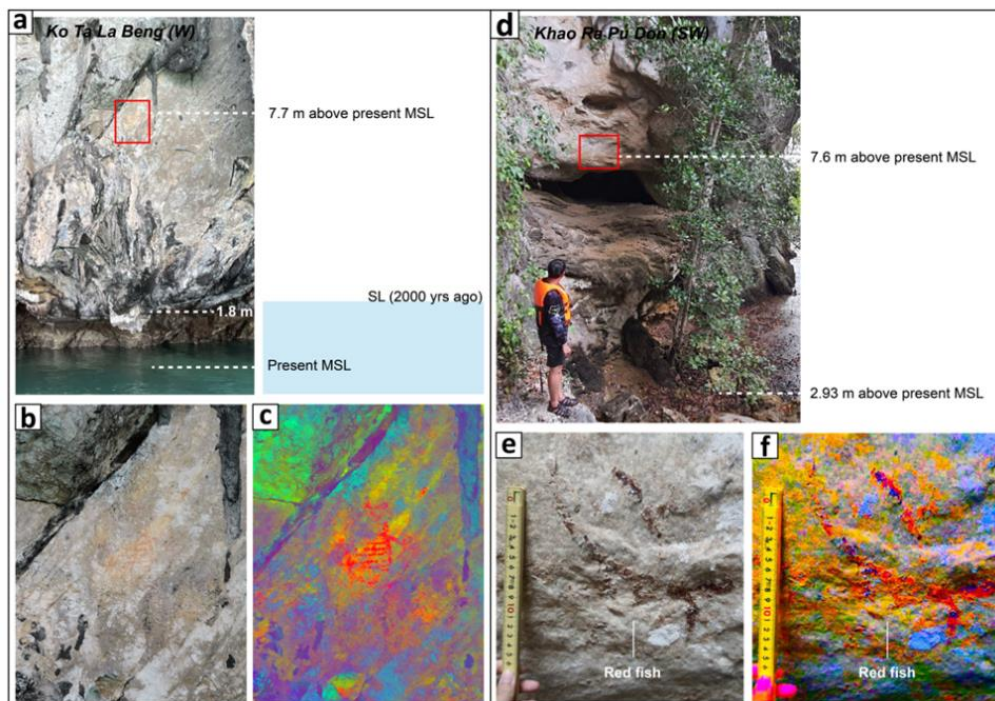 a
Ko Ta La Beng (W)
7.7 m above present MSL
SL (2000 yrs ago)
1.8 m
Present MSL
b
c
d
Khao Ra Pu Don (SW)
7.6 m above present MSL
2.93 m above present MSL
e
Red fish
f
Red fish